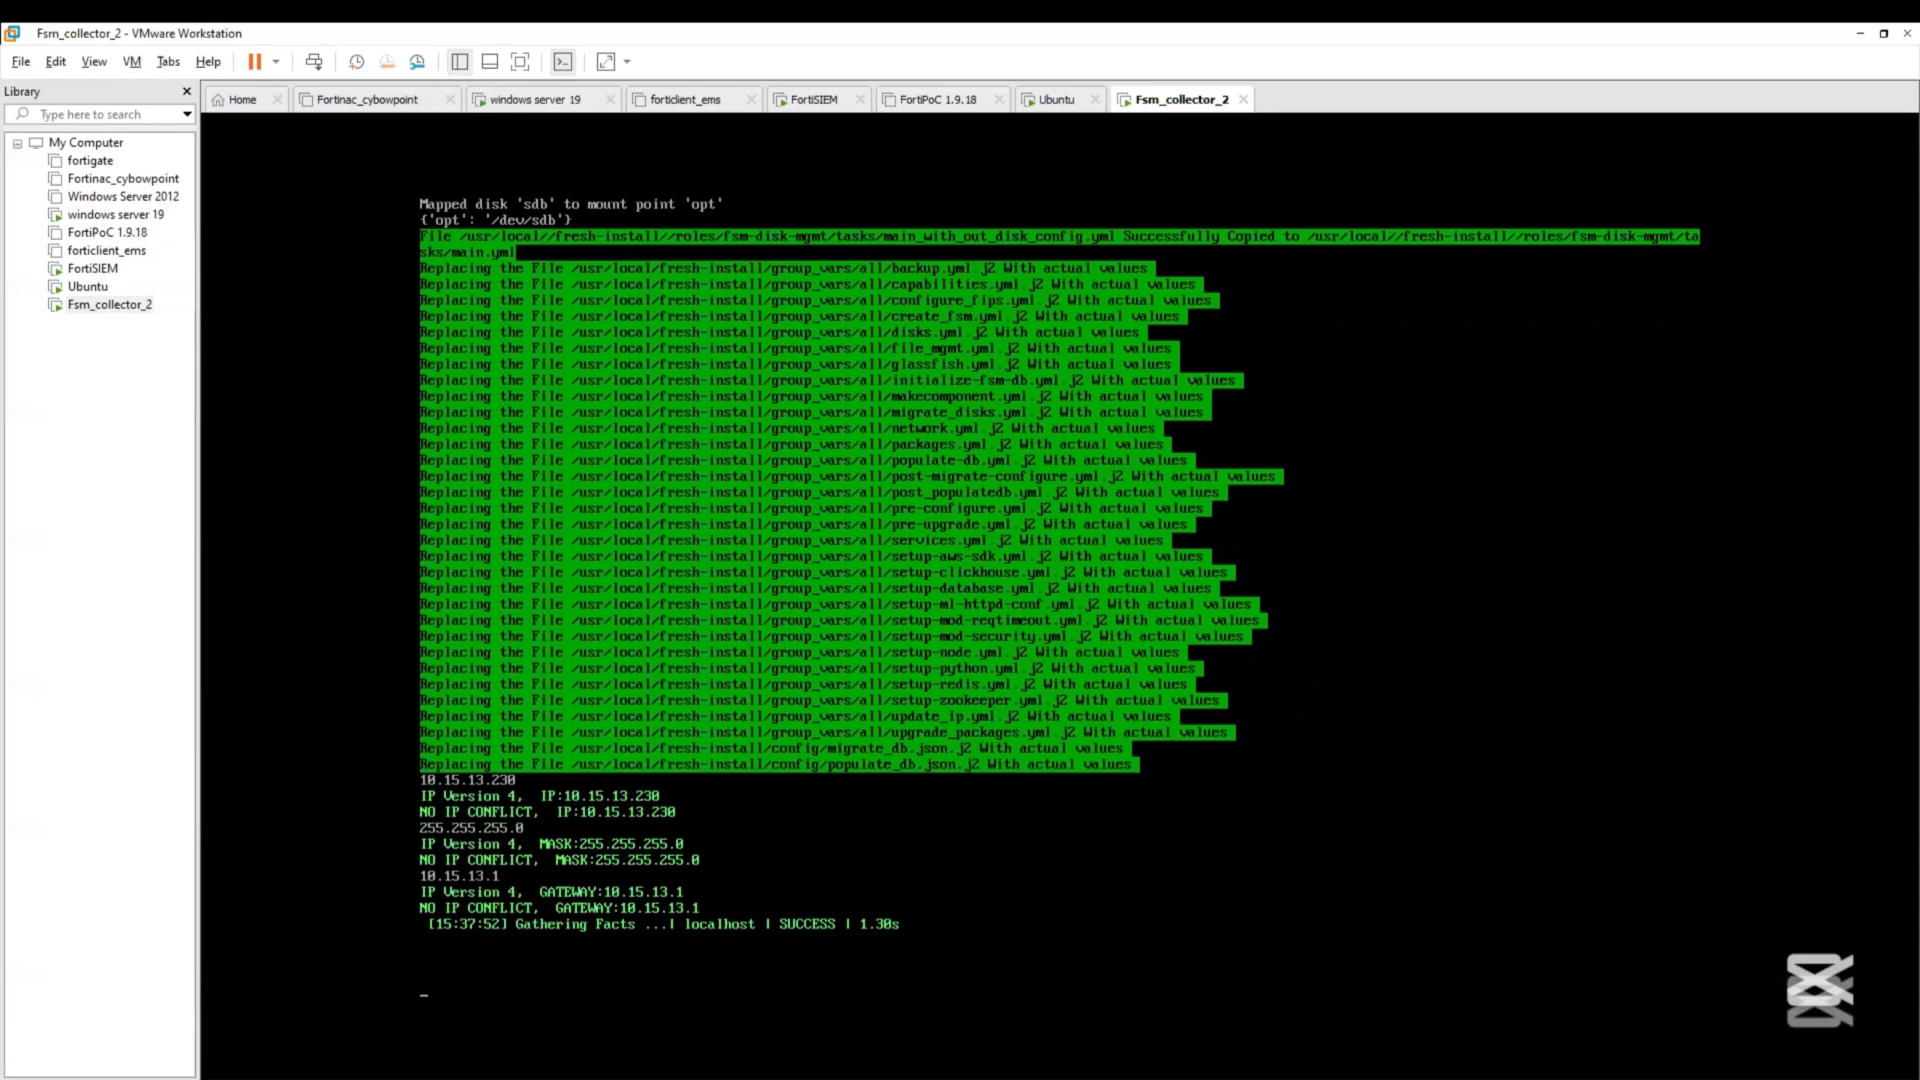 Fsm_collector_2 - VMware Workstation
File Edit View VM Tabs Help
Library
Type here to search
Home
Fortinac_cybowpoint
windows server 19
forticlient_ems
FortiSIEM
FortiPoC 1.9.18
Ubuntu
Fsm_collector_2
My Computer
fortigate
Fortinac_cybowpoint
Windows Server 2012
windows server 19
FortiPoC 1.9.18
forticlient_ems
FortiSIEM
Ubuntu
Fsm_collector_2
Mapped disk 'sdb' to mount point 'opt'
{'opt': '/dev/sdb'}
File /usr/local//fresh-install//roles/fsm-disk-mgmt/tasks/main_with_out_disk_config.yml Successfully Copied to /usr/local//fresh-install//roles/fsm-disk-mgmt/ta
sks/main.yml
Replacing the File /usr/local/fresh-install/group_vars/all/backup.yml.j2 With actual values
Replacing the File /usr/local/fresh-install/group_vars/all/capabilities.yml.j2 With actual values
Replacing the File /usr/local/fresh-install/group_vars/all/configure_fips.yml.j2 With actual values
Replacing the File /usr/local/fresh-install/group_vars/all/create_fsm.yml.j2 With actual values
Replacing the File /usr/local/fresh-install/group_vars/all/disks.yml.j2 With actual values
Replacing the File /usr/local/fresh-install/group_vars/all/file_mgmt.yml.j2 With actual values
Replacing the File /usr/local/fresh-install/group_vars/all/glassfish.yml.j2 With actual values
Replacing the File /usr/local/fresh-install/group_vars/all/initialize-fsm-db.yml.j2 With actual values
Replacing the File /usr/local/fresh-install/group_vars/all/makecomponent.yml.j2 With actual values
Replacing the File /usr/local/fresh-install/group_vars/all/migrate_disks.yml.j2 With actual values
Replacing the File /usr/local/fresh-install/group_vars/all/network.yml.j2 With actual values
Replacing the File /usr/local/fresh-install/group_vars/all/packages.yml.j2 With actual values
Replacing the File /usr/local/fresh-install/group_vars/all/populate-db.yml.j2 With actual values
Replacing the File /usr/local/fresh-install/group_vars/all/post-migrate-configure.yml.j2 With actual values
Replacing the File /usr/local/fresh-install/group_vars/all/post_populatedb.yml.j2 With actual values
Replacing the File /usr/local/fresh-install/group_vars/all/pre-configure.yml.j2 With actual values
Replacing the File /usr/local/fresh-install/group_vars/all/pre-upgrade.yml.j2 With actual values
Replacing the File /usr/local/fresh-install/group_vars/all/services.yml.j2 With actual values
Replacing the File /usr/local/fresh-install/group_vars/all/setup-aws-sdk.yml.j2 With actual values
Replacing the File /usr/local/fresh-install/group_vars/all/setup-clickhouse.yml.j2 With actual values
Replacing the File /usr/local/fresh-install/group_vars/all/setup-database.yml.j2 With actual values
Replacing the File /usr/local/fresh-install/group_vars/all/setup-ml-httpd-conf.yml.j2 With actual values
Replacing the File /usr/local/fresh-install/group_vars/all/setup-mod-reqtimeout.yml.j2 With actual values
Replacing the File /usr/local/fresh-install/group_vars/all/setup-mod-security.yml.j2 With actual values
Replacing the File /usr/local/fresh-install/group_vars/all/setup-node.yml.j2 With actual values
Replacing the File /usr/local/fresh-install/group_vars/all/setup-python.yml.j2 With actual values
Replacing the File /usr/local/fresh-install/group_vars/all/setup-redis.yml.j2 With actual values
Replacing the File /usr/local/fresh-install/group_vars/all/setup-zookeeper.yml.j2 With actual values
Replacing the File /usr/local/fresh-install/group_vars/all/update_ip.yml.j2 With actual values
Replacing the File /usr/local/fresh-install/group_vars/all/upgrade_packages.yml.j2 With actual values
Replacing the File /usr/local/fresh-install/config/migrate_db.json.j2 With actual values
Replacing the File /usr/local/fresh-install/config/populate_db.json.j2 With actual values
10.15.13.230
IP Version 4, IP:10.15.13.230
NO IP CONFLICT, IP:10.15.13.230
255.255.255.0
IP Version 4, MASK:255.255.255.0
NO IP CONFLICT, MASK:255.255.255.0
10.15.13.1
IP Version 4, GATEWAY:10.15.13.1
NO IP CONFLICT, GATEWAY:10.15.13.1
[15:37:52] Gathering Facts ...| localhost | SUCCESS | 1.30s